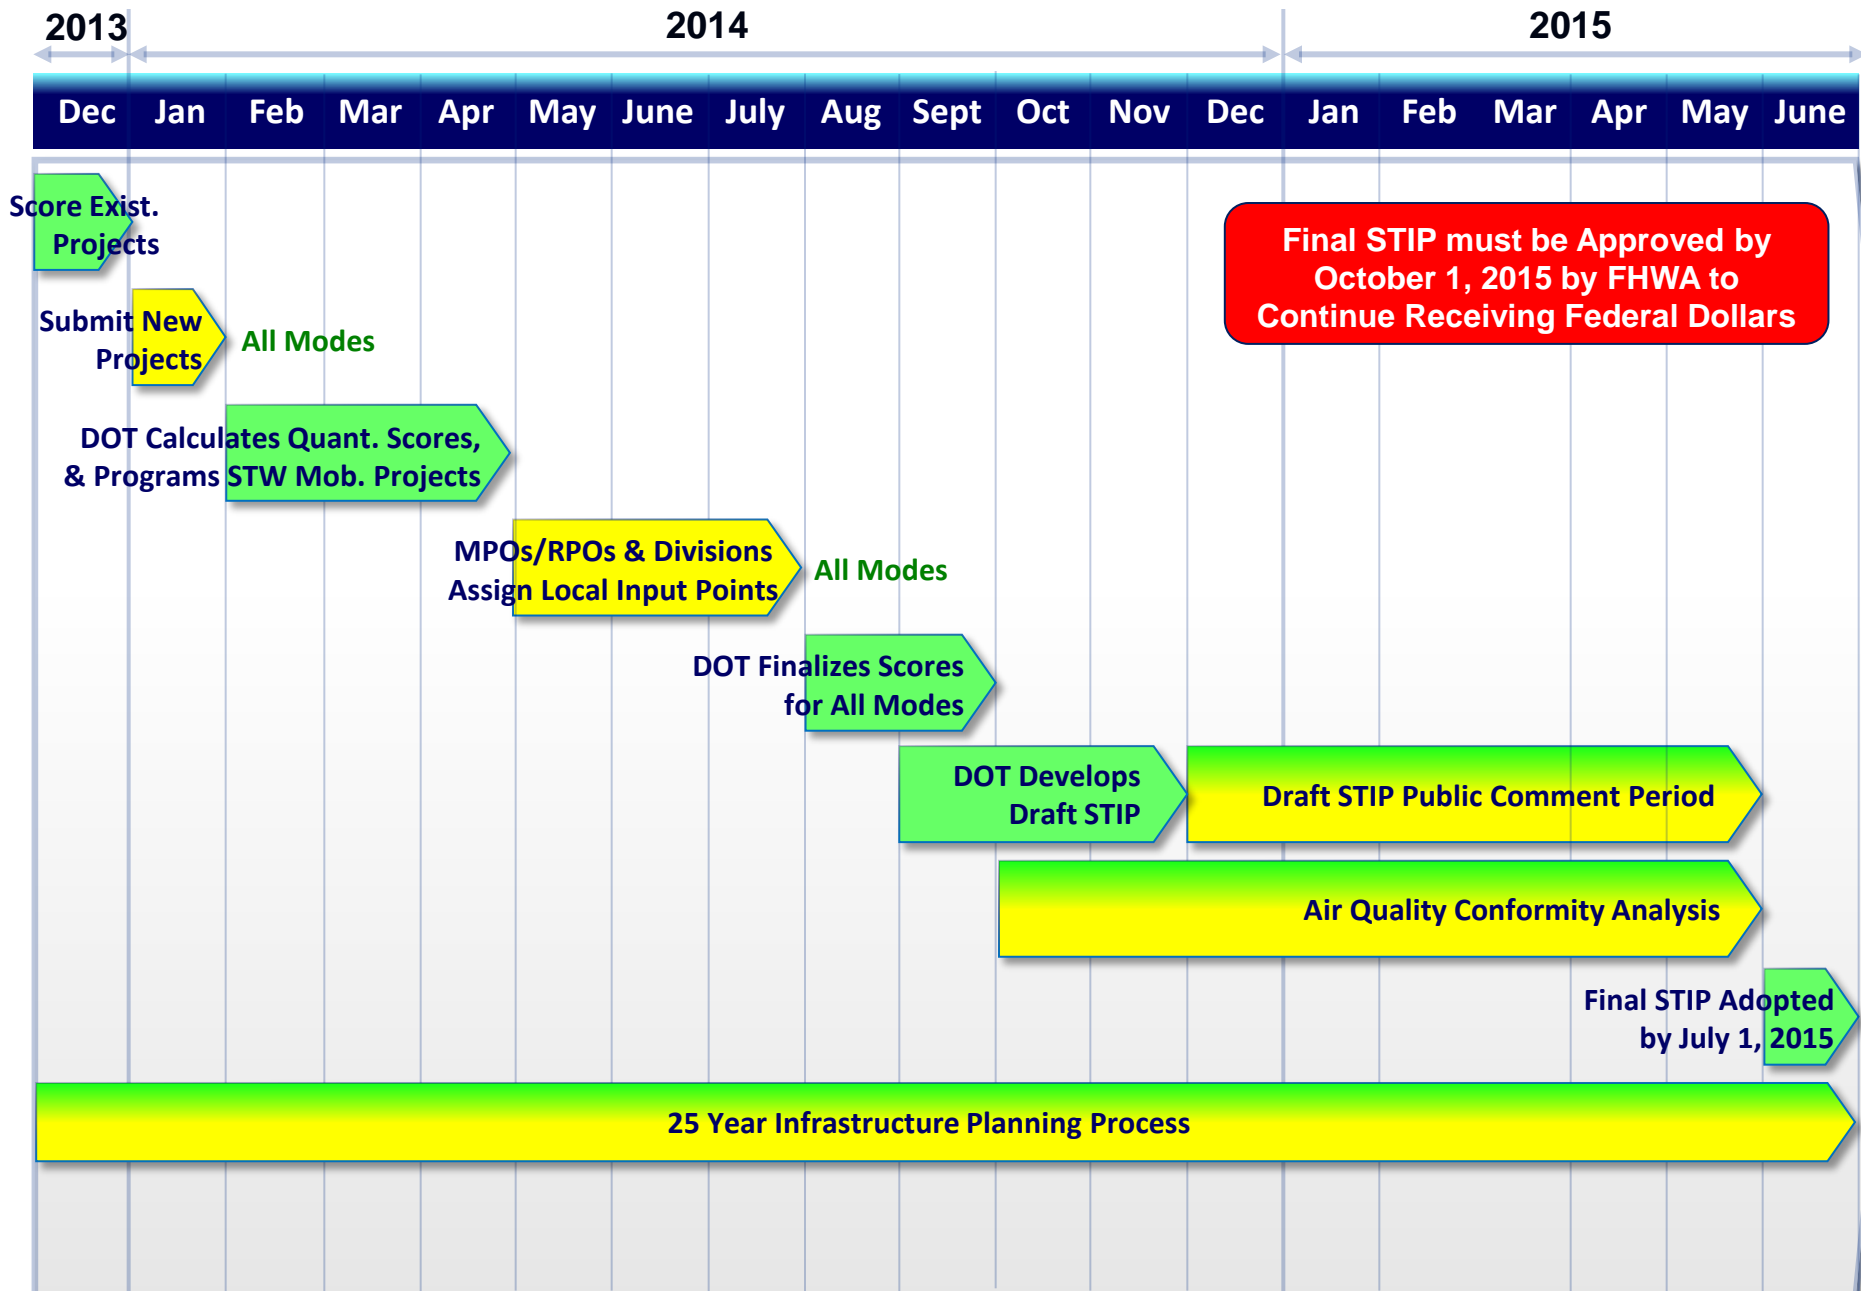 2013
2014
2015
Dec Jan Feb Mar Apr May June July Aug Sept Oct Nov Dec Jan Feb Mar Apr May June
Score Exist.
Projects
Final STIP must be Approved by
October 1, 2015 by FHWA to
Continue Receiving Federal Dollars
Submit New
Projects
All Modes
DOT Calculates Quant. Scores,
& Programs STW Mob. Projects
MPOs/RPOs & Divisions
Assign Local Input Points
All Modes
DOT Finalizes Scores
for All Modes
DOT Develops
Draft STIP
Draft STIP Public Comment Period
Air Quality Conformity Analysis
Final STIP Adopted
by July 1, 2015
25 Year Infrastructure Planning Process